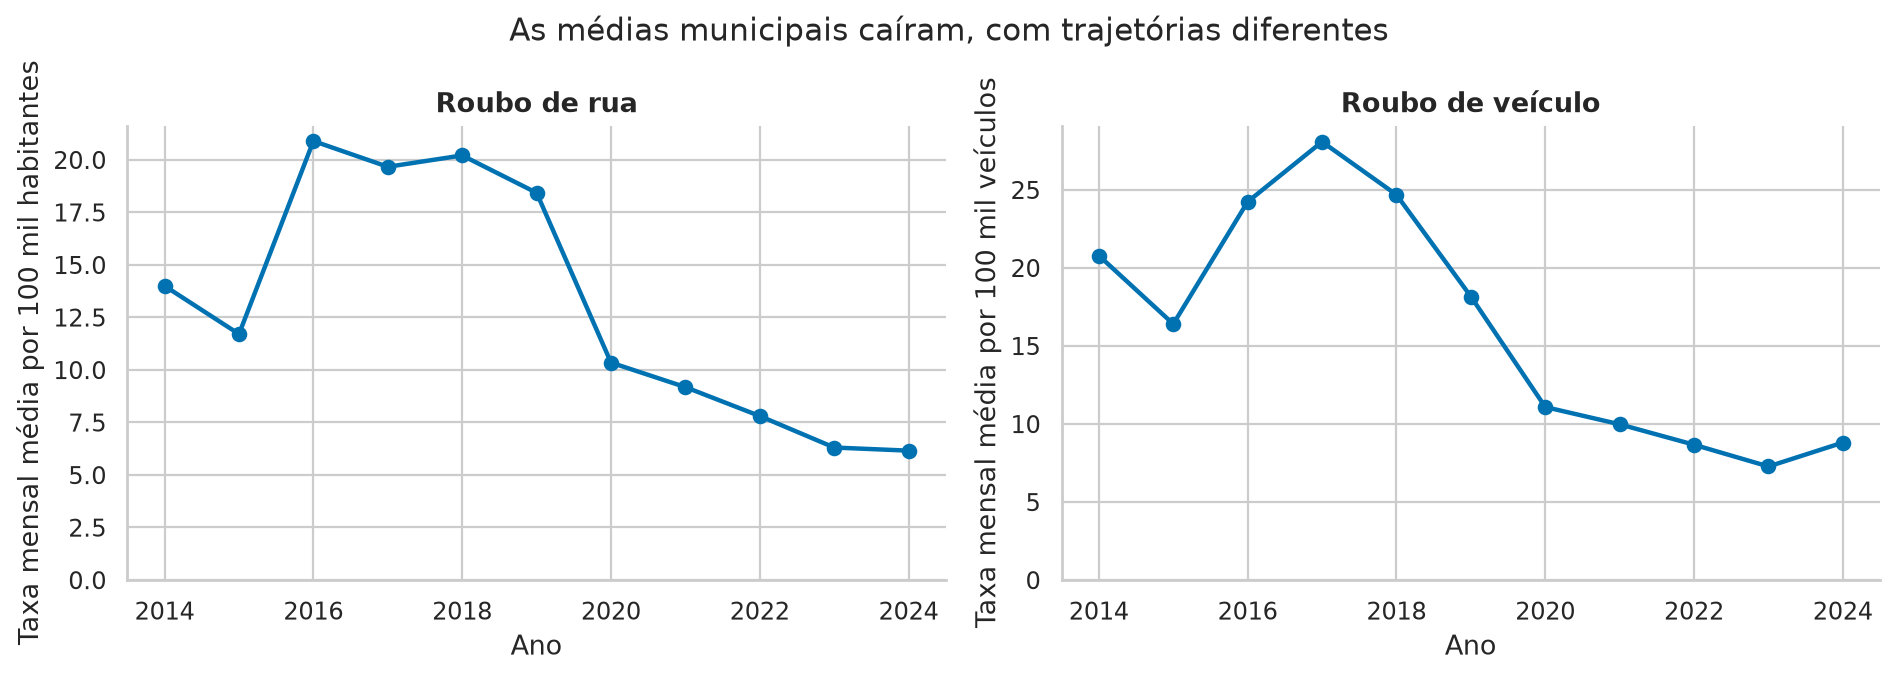 As médias municipais caíram, com trajetórias diferentes
Roubo de rua
Taxa mensal média por 100 mil habitantes
20.0
17.5
15.0
12.5
10.0
7.5
5.0
2.5
0.0
2014 2016 2018 2020 2022 2024
Ano
Roubo de veículo
Taxa mensal média por 100 mil veículos
25
20
15
10
5
0
2014 2016 2018 2020 2022 2024
Ano